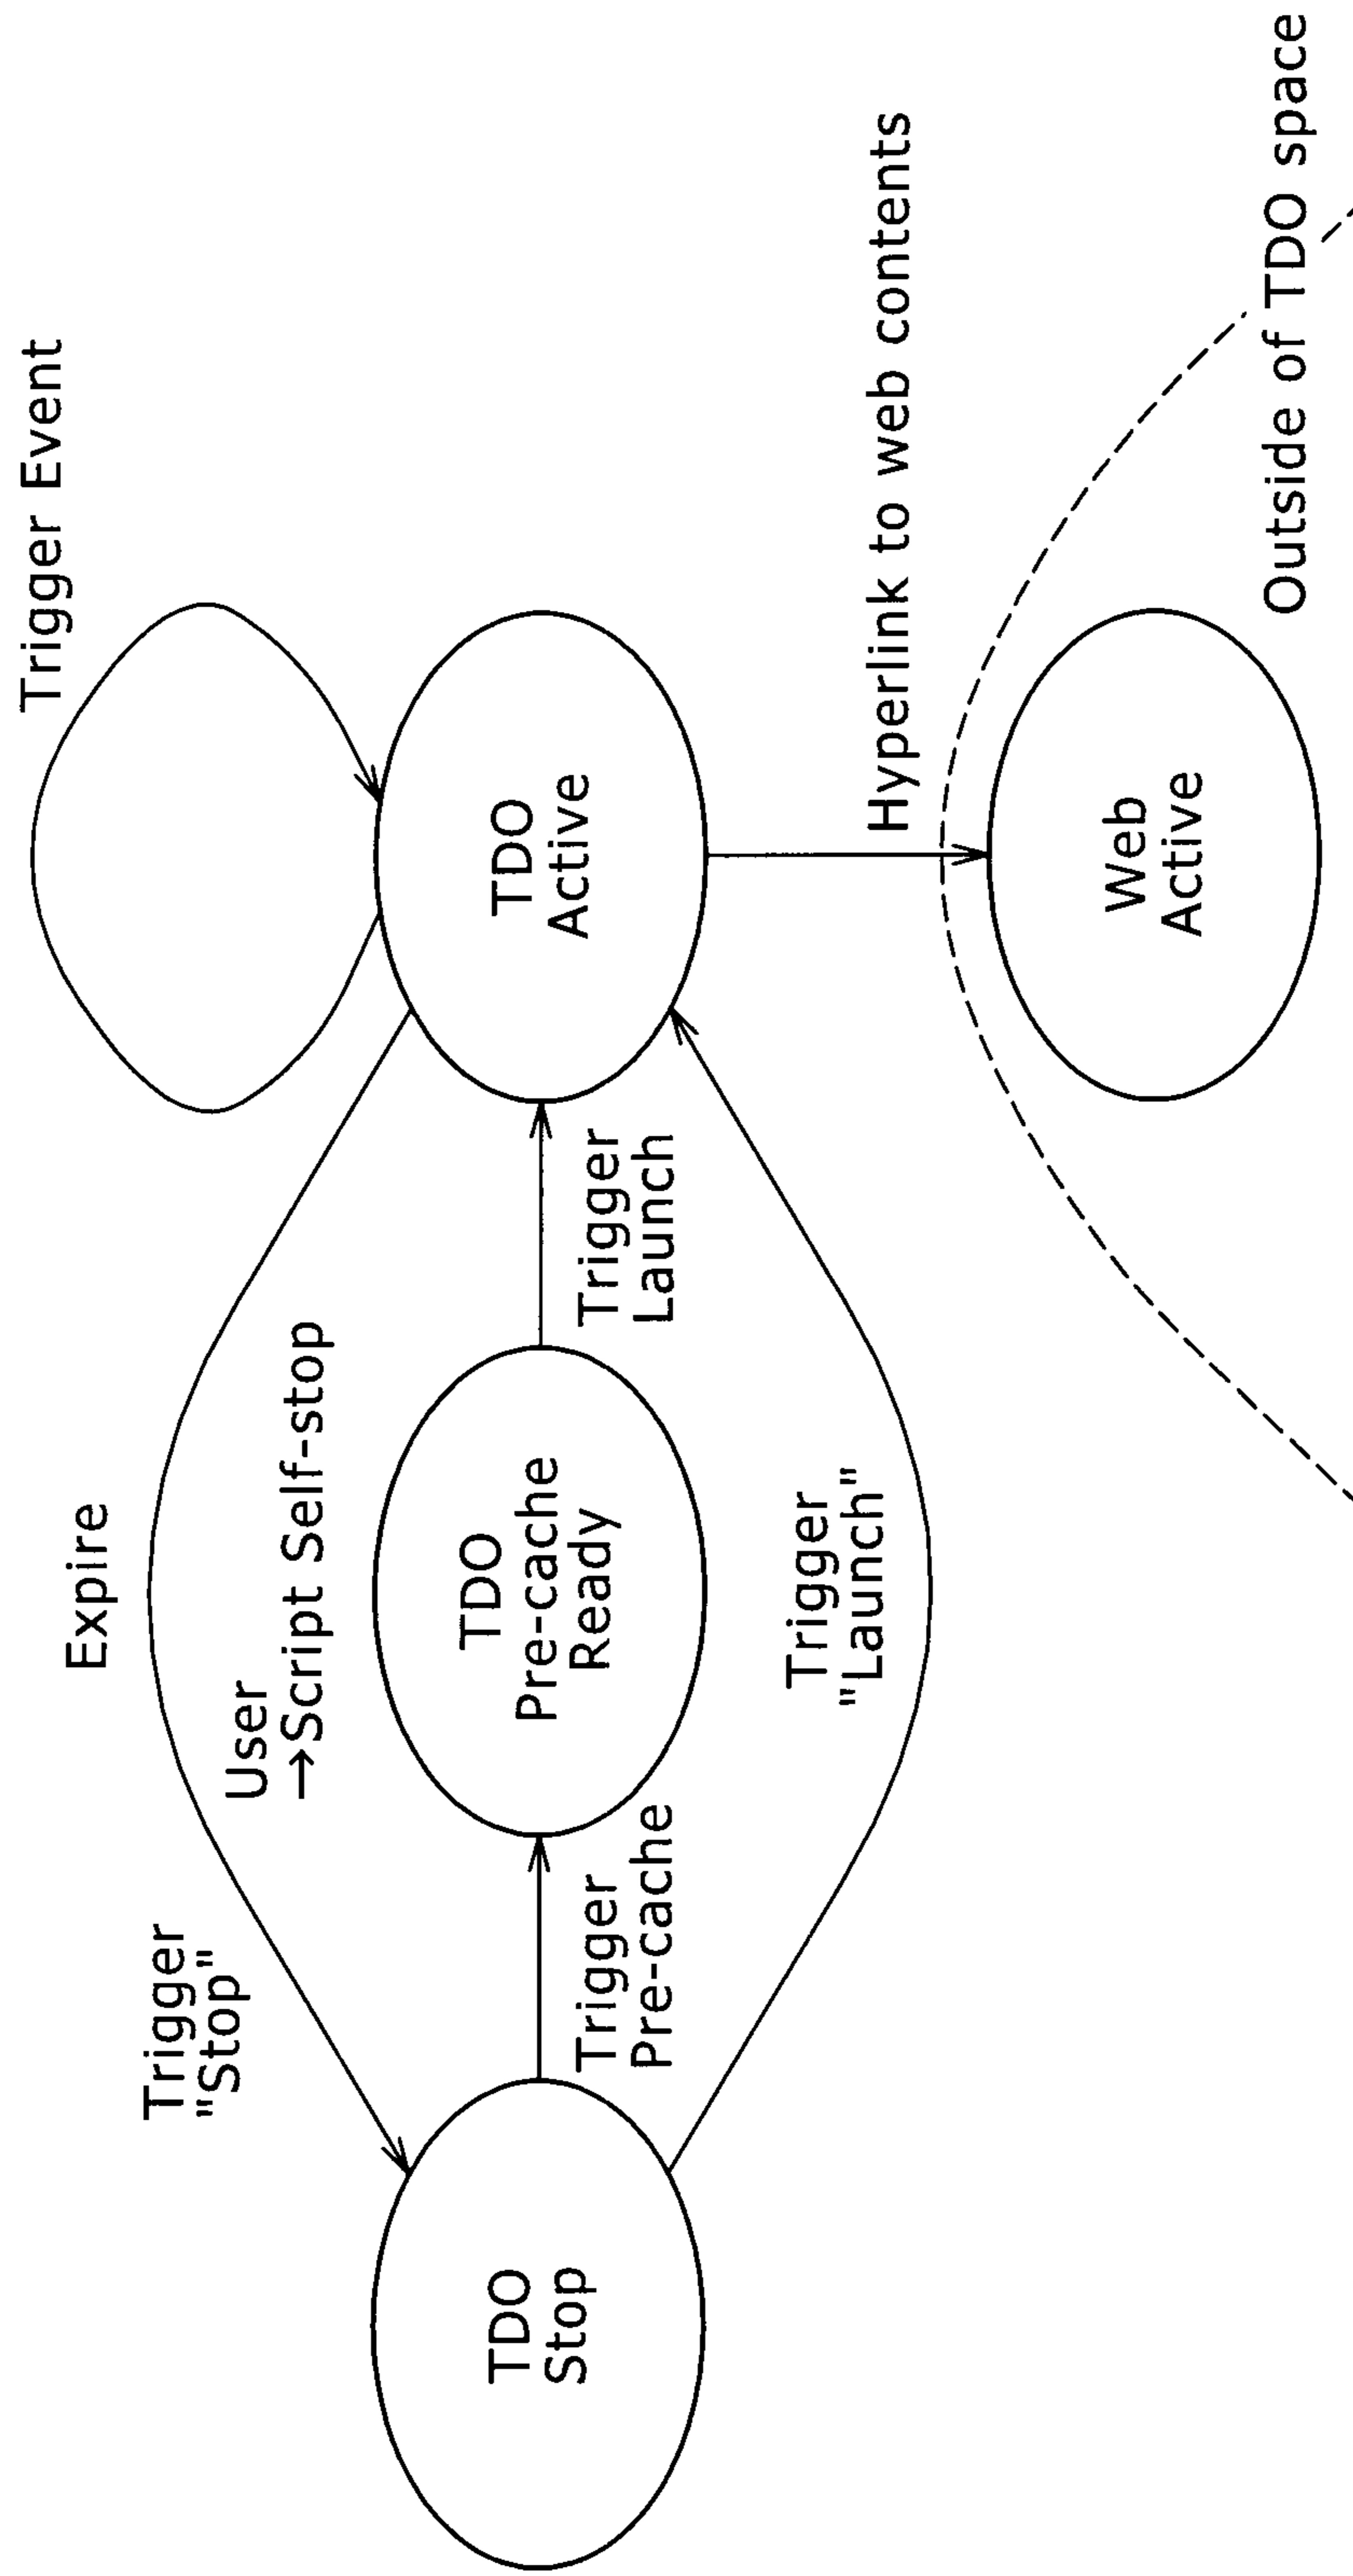 Trigger Event
Expire
Trigger
"Stop"
User
→Script Self-stop
TDO
Stop
Trigger
Pre-cache
TDO
Pre-cache
Ready
Trigger
Launch
TDO
Active
Trigger
"Launch"
Hyperlink to web contents
Web
Active
Outside of TDO space